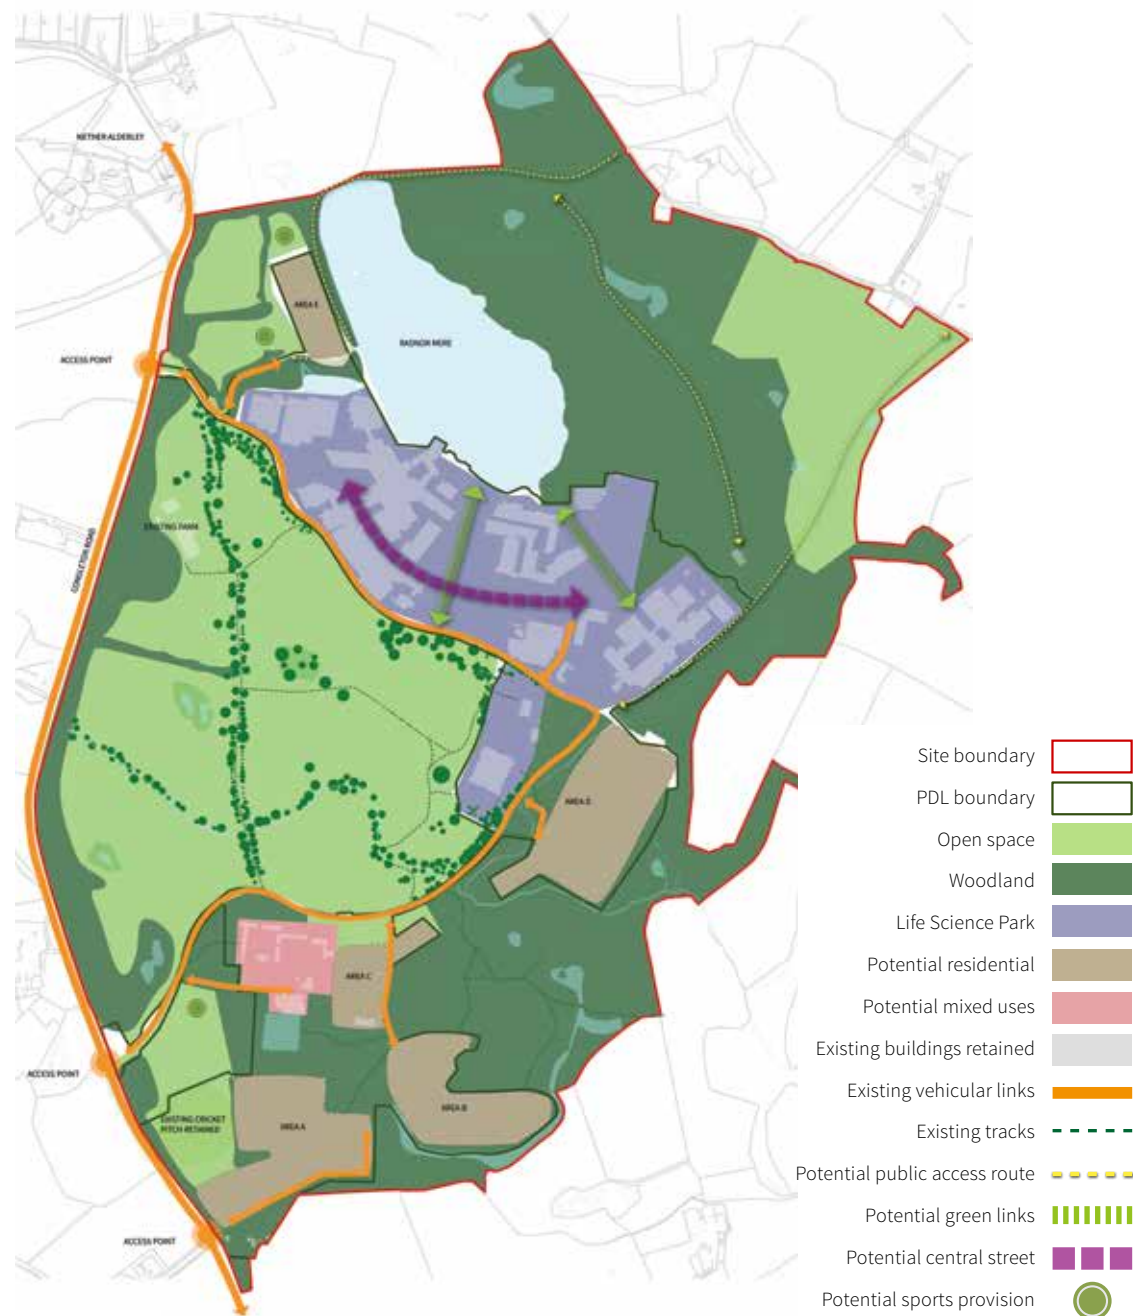 NETHER ALDERLEY
AREA E
RADNOR MERE
ACCESS POINT
EXISTING FARM
CONGLETON ROAD
AREA D
AREA C
ACCESS POINT
EXISTING CRICKET
PITCH RETAINED
AREA A
AREA B
ACCESS POINT
Site boundary
PDL boundary
Open space
Woodland
Life Science Park
Potential residential
Potential mixed uses
Existing buildings retained
Existing vehicular links
Existing tracks
Potential public access route
Potential green links
Potential central street
Potential sports provision